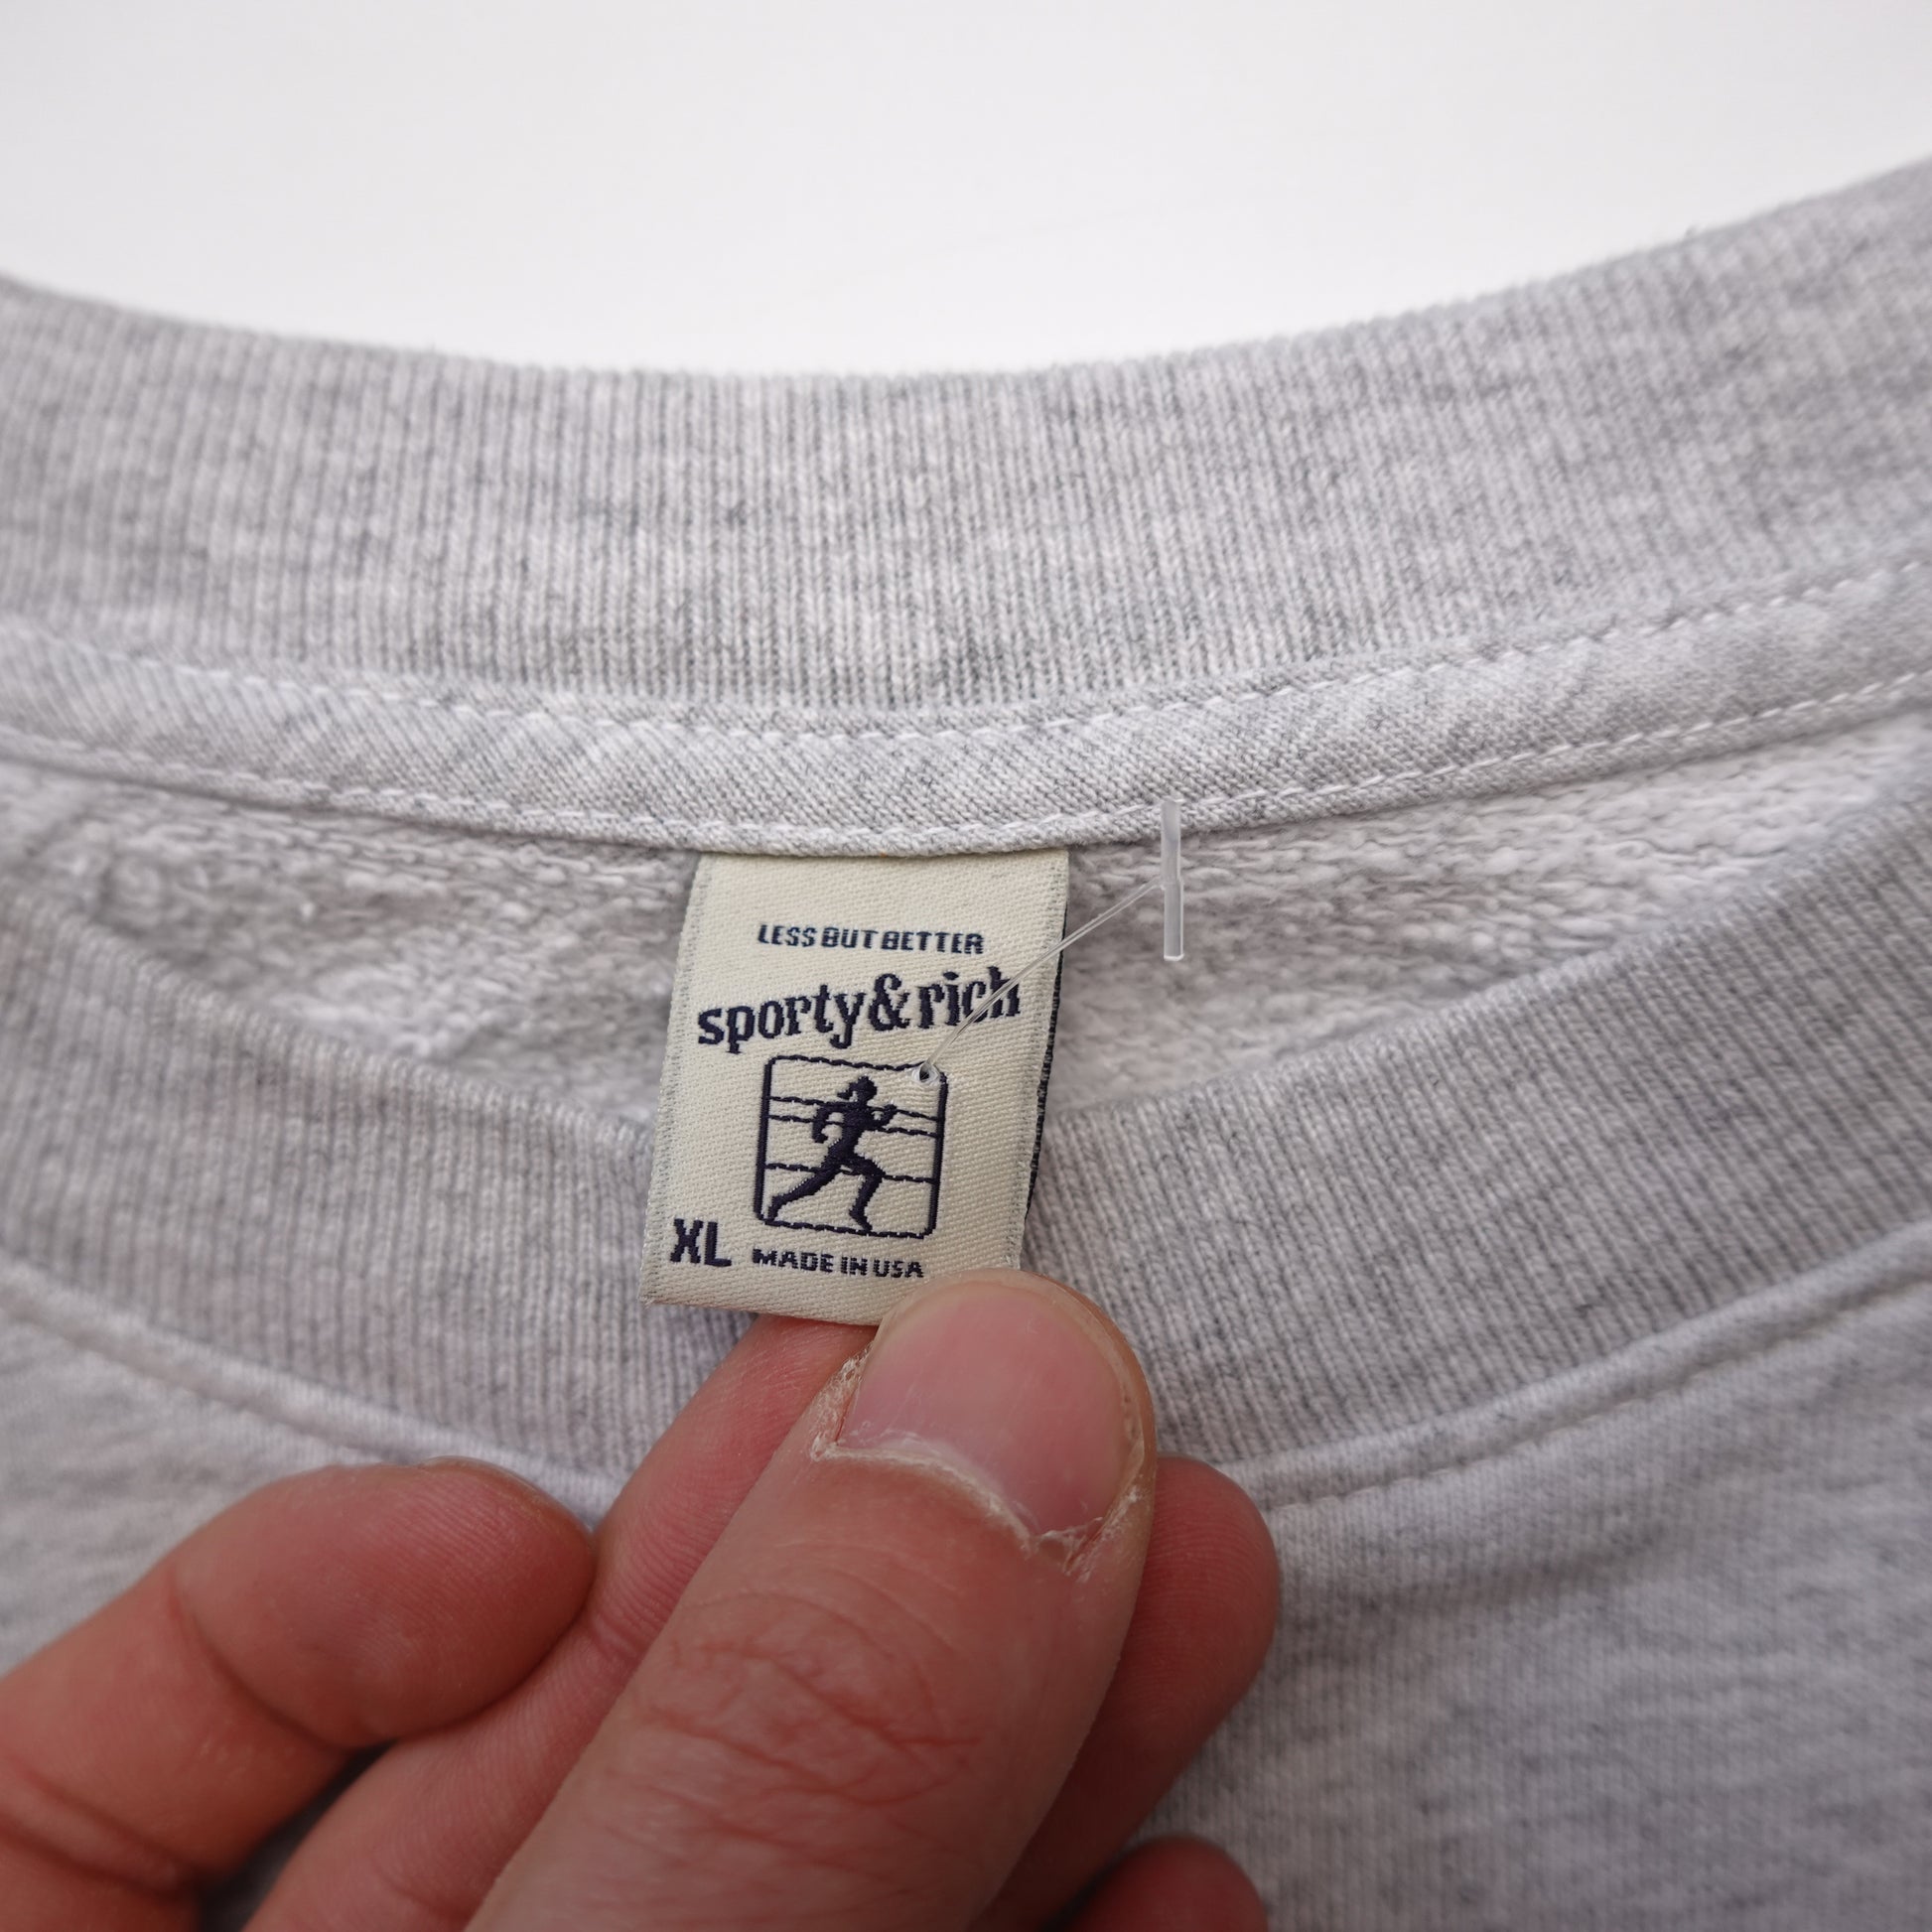 LESS BUT BETTER
sporty&rich
XL MADE IN USA